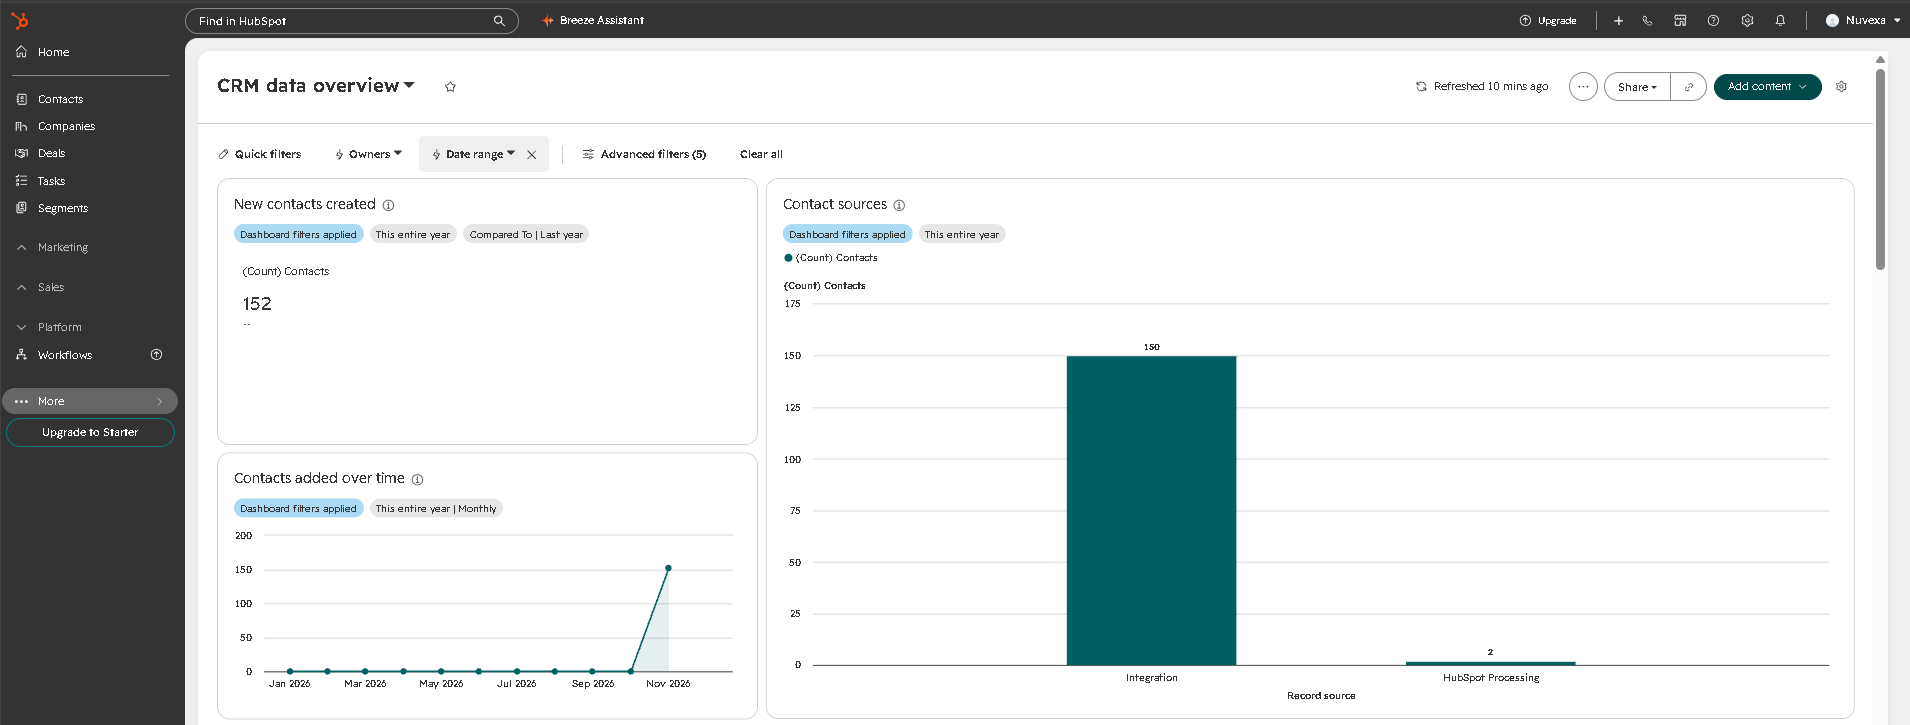 Find in HubSpot
Breeze Assistant
Upgrade
Nuvexa
Home
Contacts
Companies
Deals
Tasks
Segments
Marketing
Sales
Platform
Workflows
More
Upgrade to Starter
CRM data overview
Refreshed 10 mins ago
Share
Add content
Quick filters
Owners
Date range
Advanced filters (5)
Clear all
New contacts created
Dashboard filters applied
This entire year
Compared To | Last year
(Count) Contacts
152
--
Contacts added over time
Dashboard filters applied
This entire year | Monthly
200
150
100
50
0
Jan 2026
Mar 2026
May 2026
Jul 2026
Sep 2026
Nov 2026
Contact sources
Dashboard filters applied
This entire year
(Count) Contacts
(Count) Contacts
175
150
125
100
75
50
25
0
150
2
Integration
HubSpot Processing
Record source